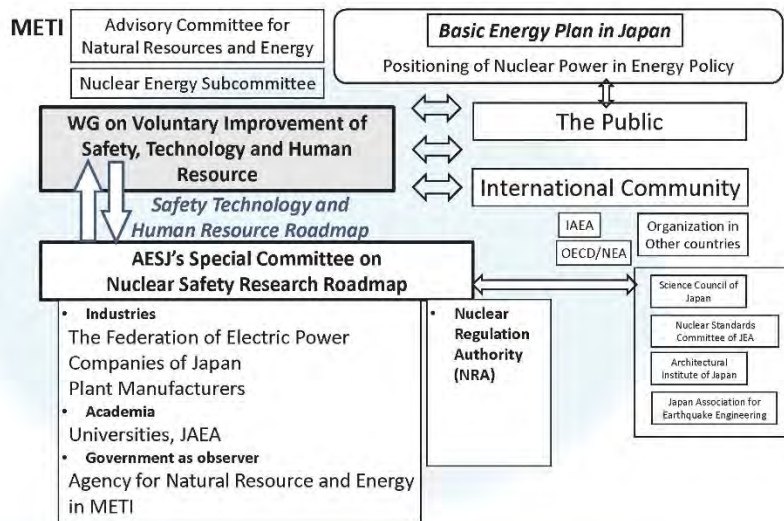 METI
Advisory Committee for
Natural Resources and Energy
Nuclear Energy Subcommittee
Basic Energy Plan in Japan
Positioning of Nuclear Power in Energy Policy
WG on Voluntary Improvement of
Safety, Technology and Human
Resource
The Public
International Community
IAEA
OECD/NEA
Organization in
Other countries
Safety Technology and
Human Resource Roadmap
AESJ's Special Committee on
Nuclear Safety Research Roadmap
• Industries
The Federation of Electric Power
Companies of Japan
Plant Manufacturers
• Academia
Universities, JAEA
• Government as observer
Agency for Natural Resource and Energy
in METI
• Nuclear
Regulation
Authority
(NRA)
Science Council of
Japan
Nuclear Standards
Committee of JEA
Architectural
Institute of Japan
Japan Association for
Earthquake Engineering